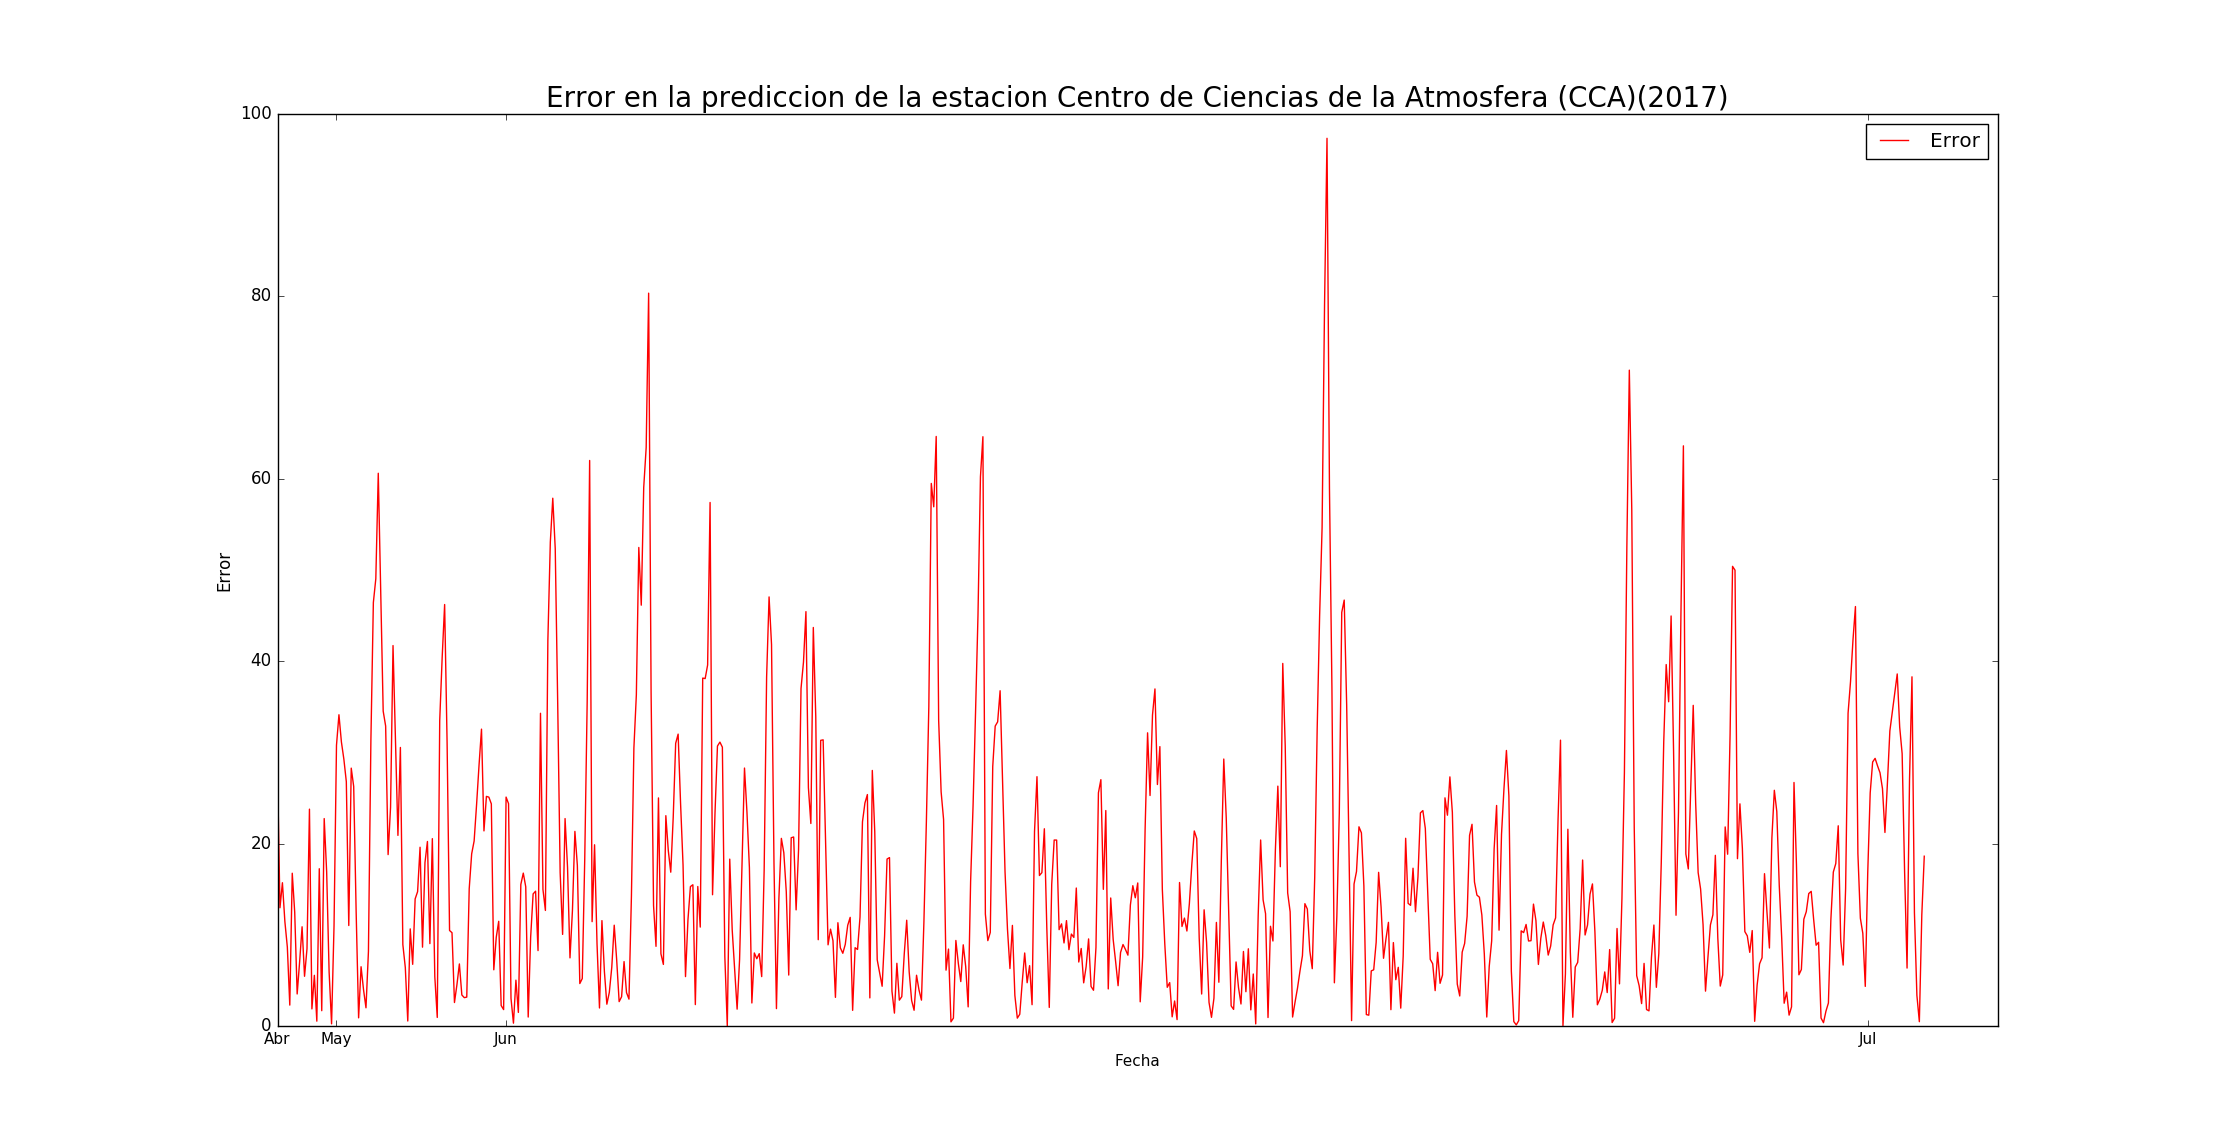 Error en la prediccion de la estacion Centro de Ciencias de la Atmosfera (CCA)(2017)
Error
100
80
60
40
20
0
Error
Abr May Jun Jul
Fecha